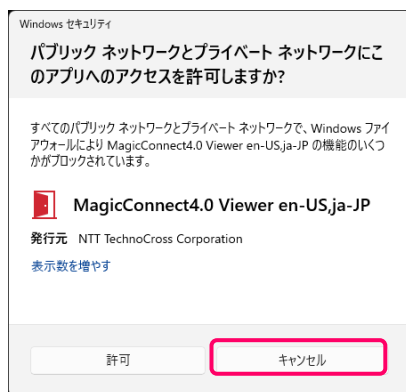 Windows セキュリティ
パブリック ネットワークとプライベート ネットワークにこ
のアプリへのアクセスを許可しますか?
すべてのパブリック ネットワークとプライベート ネットワークで、Windows ファイ
アウォールにより MagicConnect4.0 Viewer en-US,ja-JP の機能のいくつ
かがブロックされています。
MagicConnect4.0 Viewer en-US,ja-JP
発行元 NTT TechnoCross Corporation
表示数を増やす
許可
キャンセル